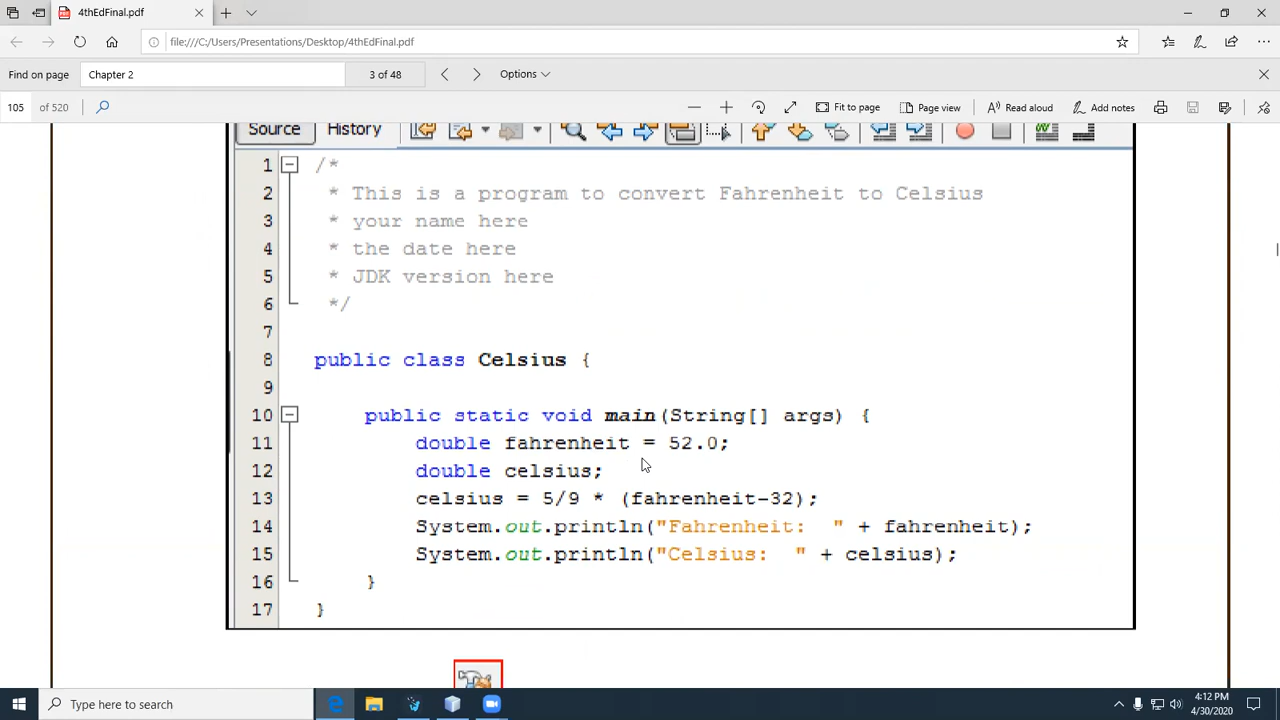 4thEdFinal.pdf
file:///C:/Users/Presentations/Desktop/4thEdFinal.pdf
Find on page Chapter 2 3 of 48 Options
105 of 520 Fit to page Page view Read aloud Add notes
Source History
1 /*
2 * This is a program to convert Fahrenheit to Celsius
3 * your name here
4 * the date here
5 * JDK version here
6 */
7
8 public class Celsius {
9
10 public static void main(String[] args) {
11 double fahrenheit = 52.0;
12 double celsius;
13 celsius = 5/9 * (fahrenheit-32);
14 System.out.println("Fahrenheit:  " + fahrenheit);
15 System.out.println("Celsius:  " + celsius);
16 }
17 }
Type here to search
4:12 PM
4/30/2020